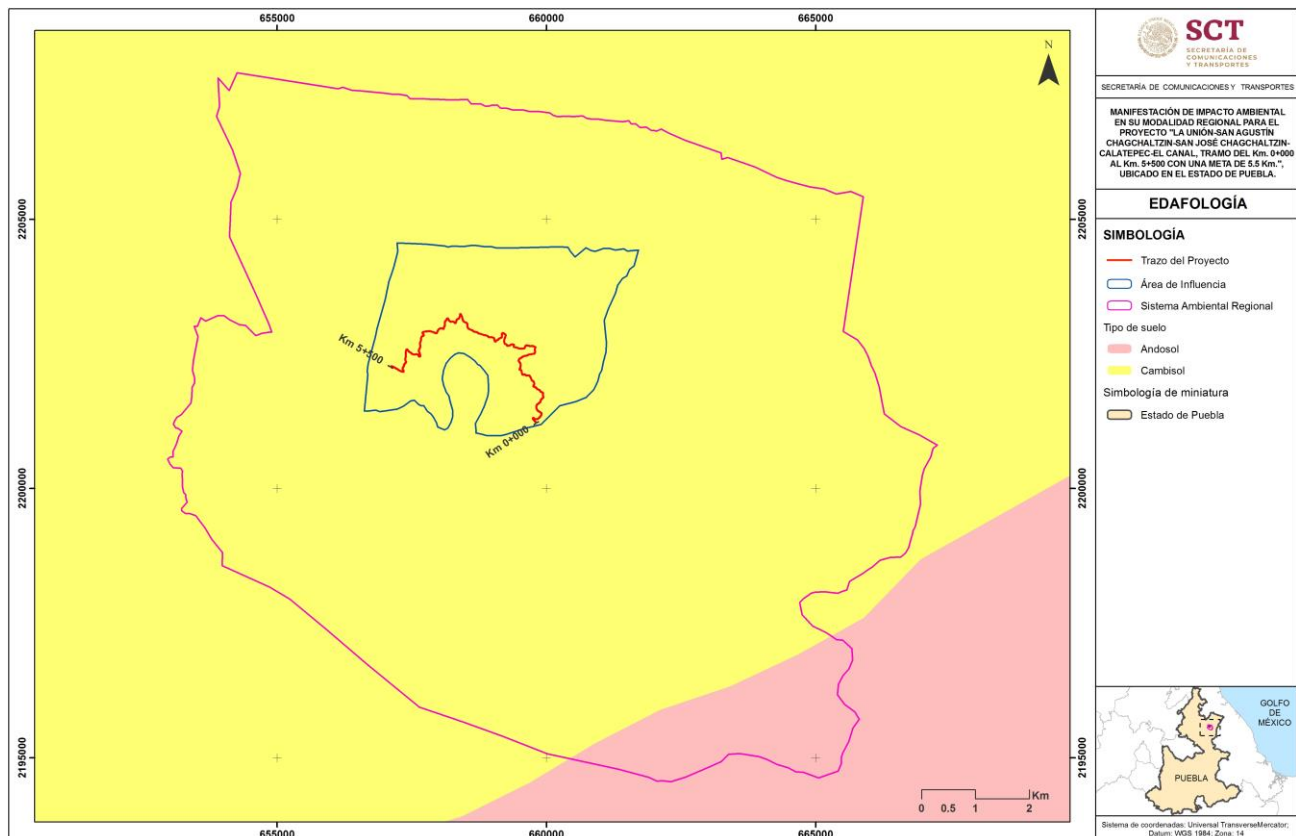 655000
660000
665000
2205000
2200000
2195000
2205000
2200000
2195000
655000
660000
665000
N
Km 5+500
Km 0+000
0 0.5 1 2
Km
SCT
SECRETARÍA DE
COMUNICACIONES
Y TRANSPORTES
SECRETARÍA DE COMUNICACIONES Y TRANSPORTES
MANIFESTACIÓN DE IMPACTO AMBIENTAL
EN SU MODALIDAD REGIONAL PARA EL
PROYECTO "LA UNIÓN-SAN AGUSTÍN
CHAGCHALTZIN-SAN JOSÉ CHAGCHALTZIN-
CALATEPEC-EL CANAL, TRAMO DEL Km. 0+000
AL Km. 5+500 CON UNA META DE 5.5 Km.",
UBICADO EN EL ESTADO DE PUEBLA.
EDAFOLOGÍA
SIMBOLOGÍA
Trazo del Proyecto
Área de Influencia
Sistema Ambiental Regional
Tipo de suelo
Andosol
Cambisol
Simbología de miniatura
Estado de Puebla
GOLFO
DE
MÉXICO
PUEBLA
Sistema de coordenadas: Universal TransverseMercator;
Datum: WGS 1984; Zona: 14